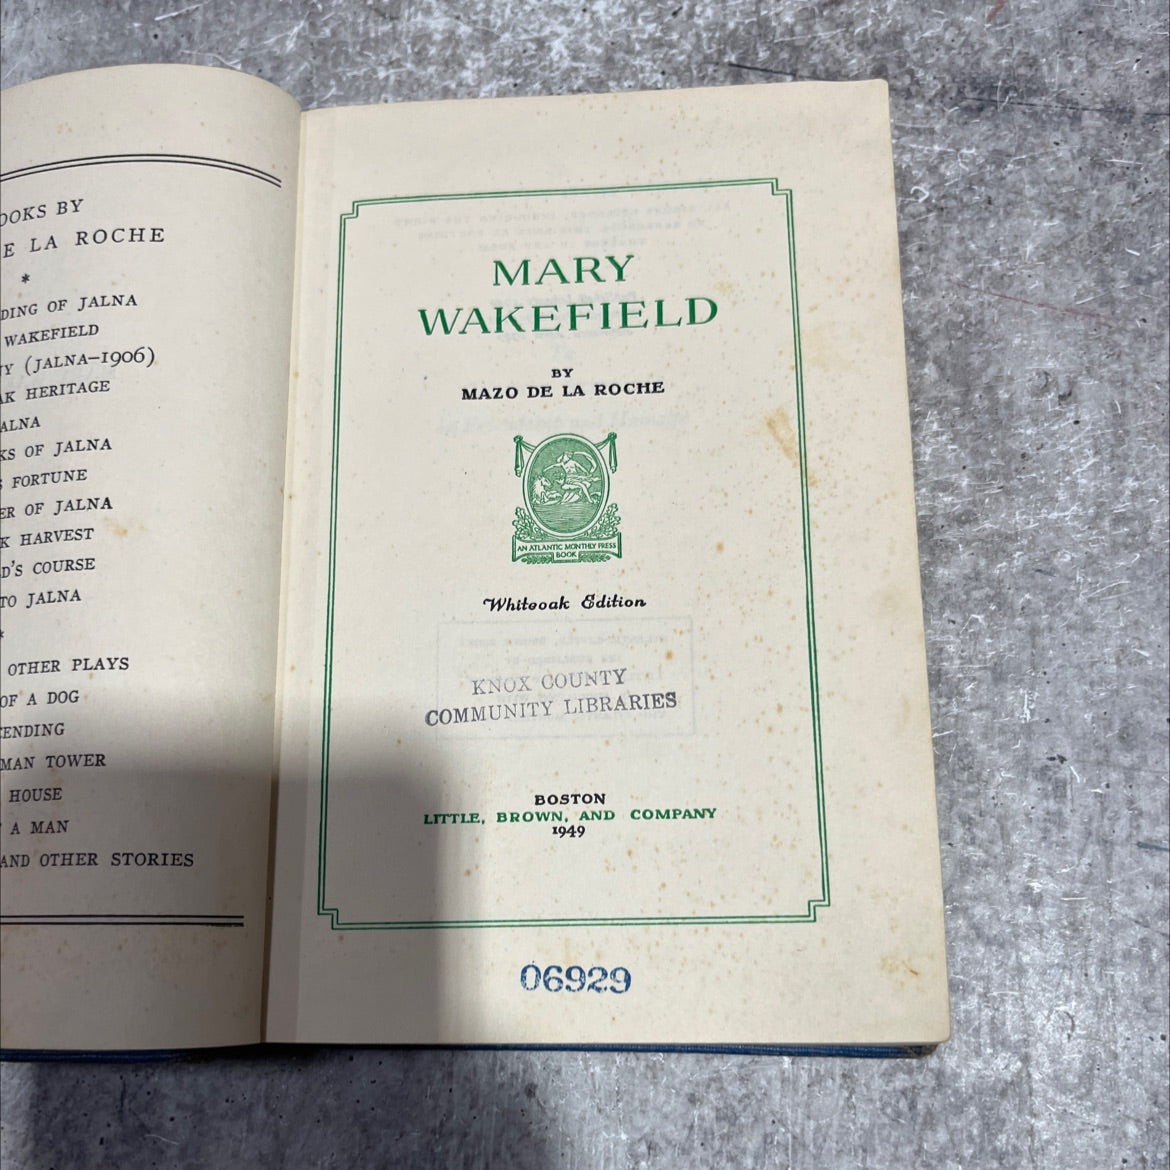 OOKS BY
E LA ROCHE
*
DING OF JALNA
WAKEFIELD
Y (JALNA–1906)
AK HERITAGE
ALNA
KS OF JALNA
S FORTUNE
ER OF JALNA
K HARVEST
D'S COURSE
TO JALNA
*
OTHER PLAYS
OF A DOG
ENDING
MAN TOWER
HOUSE
A MAN
AND OTHER STORIES
MARY
WAKEFIELD
BY
MAZO DE LA ROCHE
AN ATLANTIC MONTHLY PRESS
BOOK
Whiteoak Edition
KNOX COUNTY
COMMUNITY LIBRARIES
BOSTON
LITTLE, BROWN, AND COMPANY
1949
06929